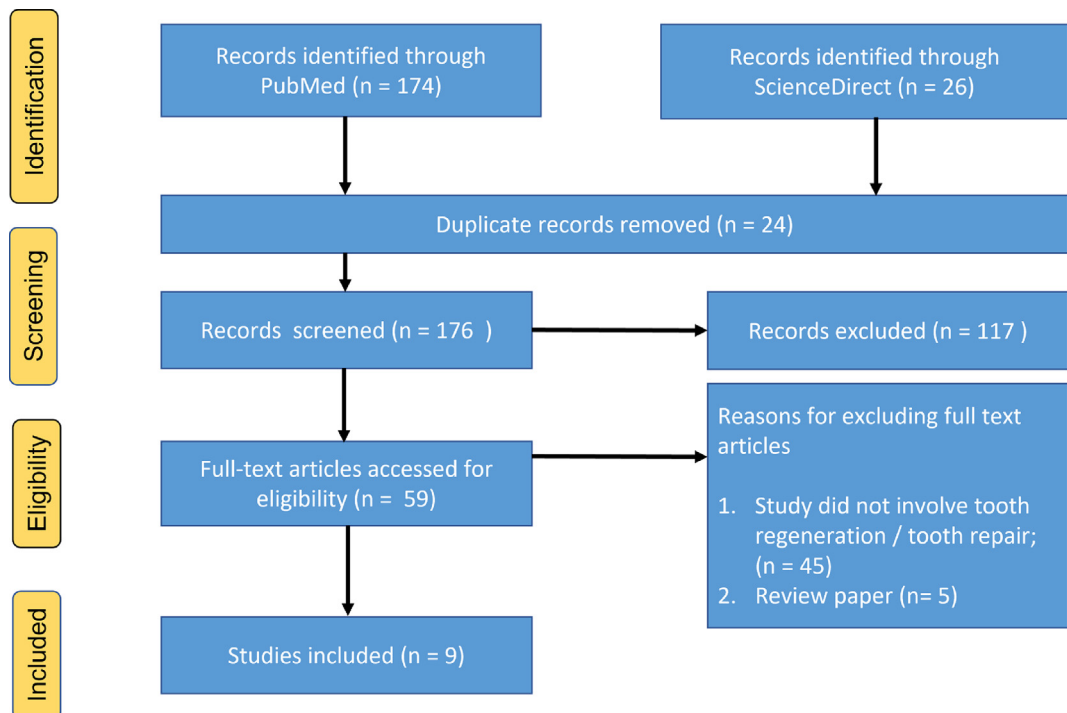 Identification
Records identified through
PubMed (n = 174)
Records identified through
ScienceDirect (n = 26)
Duplicate records removed (n = 24)
Screening
Records screened (n = 176 )
Records excluded (n = 117 )
Eligibility
Full-text articles accessed for
eligibility (n = 59)
Reasons for excluding full text
articles
1. Study did not involve tooth
regeneration / tooth repair;
(n = 45)
2. Review paper (n= 5)
Included
Studies included (n = 9)